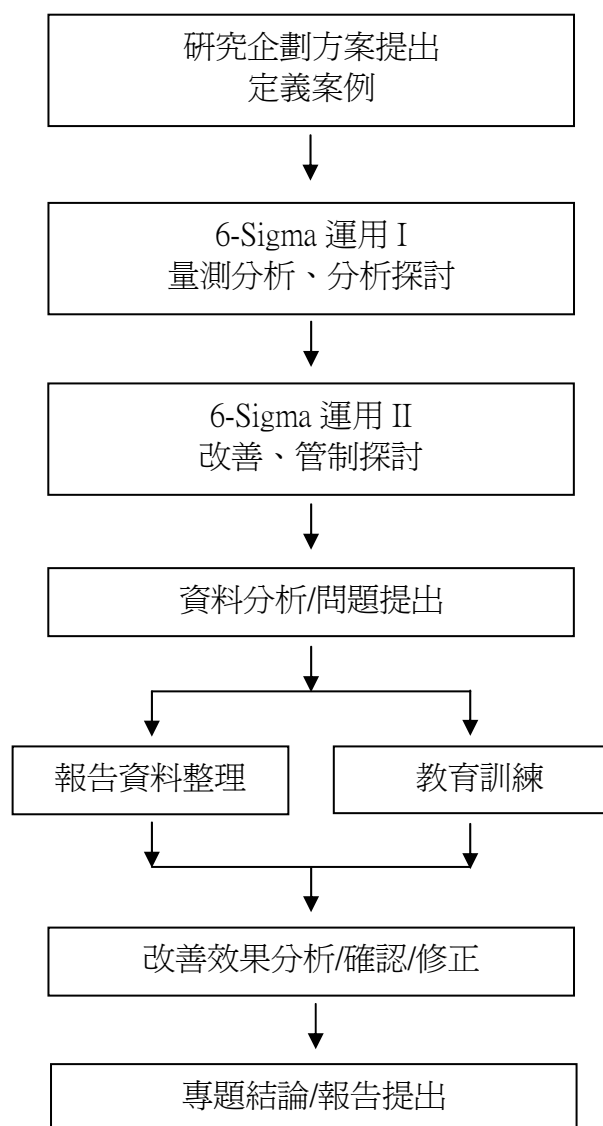 研究企劃方案提出
定義案例
6-Sigma 運用 I
量測分析、分析探討
6-Sigma 運用 II
改善、管制探討
資料分析/問題提出
報告資料整理
教育訓練
改善效果分析/確認/修正
專題結論/報告提出